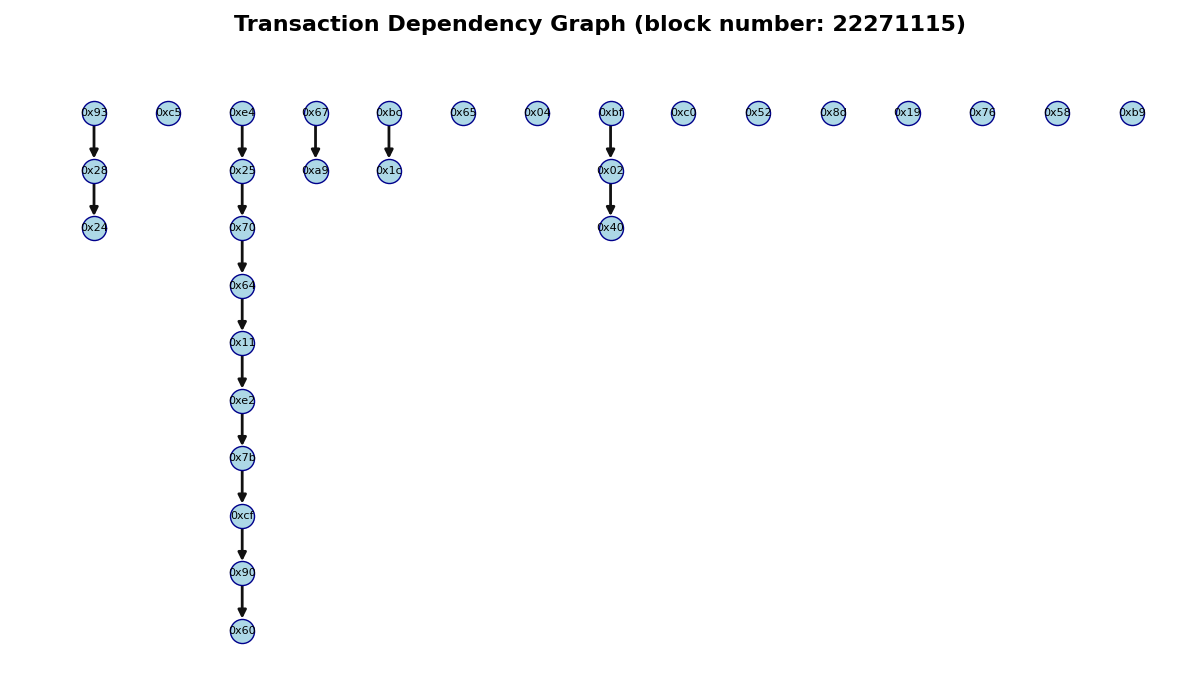 Transaction Dependency Graph (block number: 22271115)
0x93 0xc5 0xe4 0x67 0xbc 0x65 0x04 0xbf 0xc0 0x52 0x8d 0x19 0x76 0x58 0xb9
0x28 0x25 0xa9 0x1c 0x02
0x24 0x70 0x40
0x64
0x11
0xe2
0x7b
0xcf
0x90
0x60